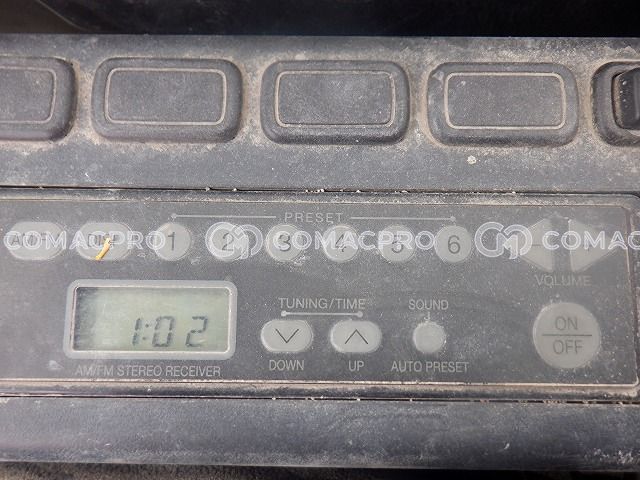 PRESET
COMACPRO COMACPRO COMACPRO
1 2 3 4 5 6 −
VOLUME
TUNING/TIME SOUND
1:02
ON
OFF
DOWN UP AUTO PRESET
AM/FM STEREO RECEIVER